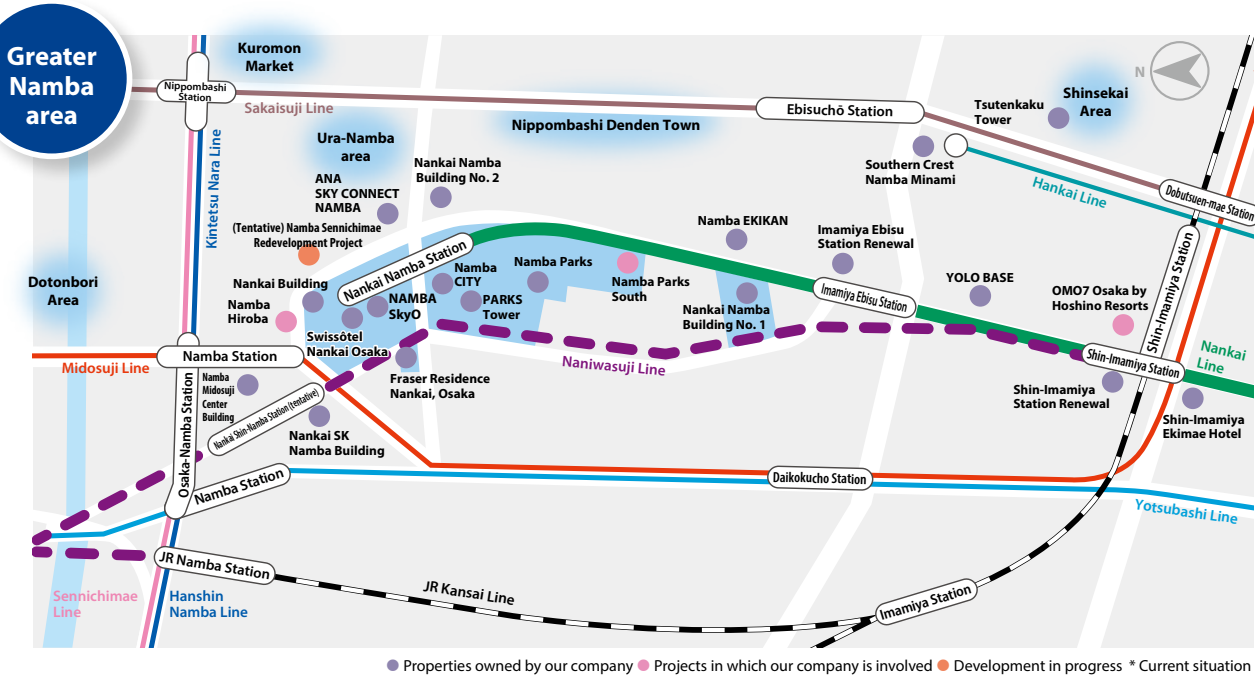 Greater
Namba
area
Kuromon
Market
N
Nippombashi
Station
Sakaisuji Line
Ebisuchō Station
Tsutenkaku
Tower
Shinsekai
Area
Nippombashi Denden Town
Ura-Namba
area
Kintetsu Nara Line
Nankai Namba
Building No. 2
ANA
SKY CONNECT
NAMBA
Southern Crest
Namba Minami
Hankai Line
Dobutsuen-mae Station
(Tentative) Namba Sennichimae
Redevelopment Project
Namba EKIKAN
Imamiya Ebisu
Station Renewal
Dotonbori
Area
Nankai Building
Namba
Hiroba
Nankai Namba Station
Namba
CITY
PARKS
Tower
Namba Parks
Namba Parks
South
NAMBA
SkyO
Swissôtel
Nankai Osaka
Nankai Namba
Building No. 1
Imamiya Ebisu Station
YOLO BASE
OMO7 Osaka by
Hoshino Resorts
Shin-Imamiya Station
Midosuji Line
Namba Station
Naniwasuji Line
Shin-Imamiya Station
Nankai
Line
Namba
Midosuji
Center
Building
Osaka-Namba Station
Nankai Shin-Namba Station (tentative)
Fraser Residence
Nankai, Osaka
Nankai SK
Namba Building
Shin-Imamiya
Station Renewal
Shin-Imamiya
Ekimae Hotel
Namba Station
Daikokucho Station
Yotsubashi Line
JR Namba Station
JR Kansai Line
Imamiya Station
Sennichimae
Line
Hanshin
Namba Line
Properties owned by our company Projects in which our company is involved Development in progress * Current situation